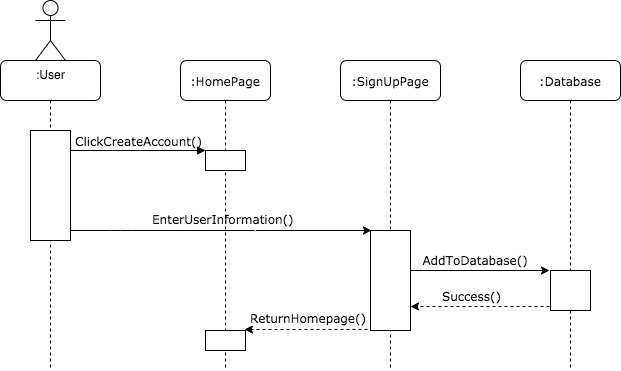 :User
:HomePage
:SignUpPage
:Database
ClickCreateAccount()
EnterUserInformation()
AddToDatabase()
Success()
ReturnHomepage()